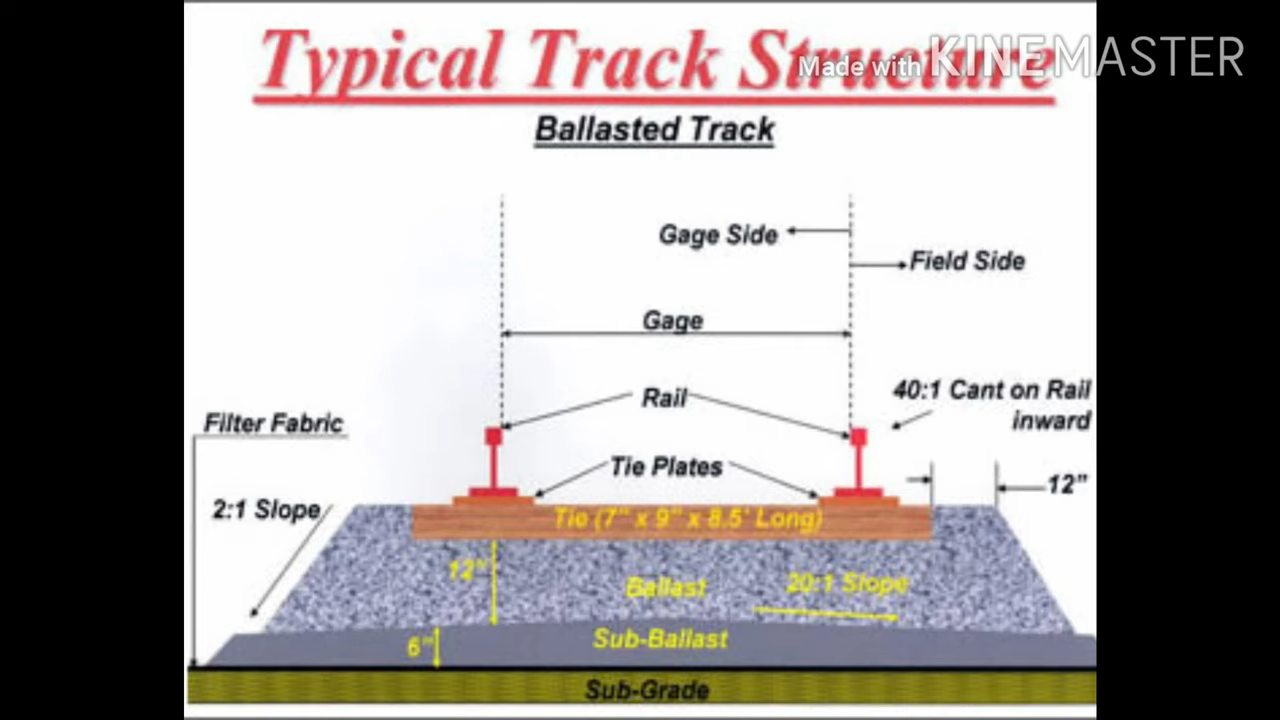 Typical Track Structure
Made with KINEMASTER
Ballasted Track
Gage Side
Field Side
Gage
40:1 Cant on Rail
inward
Rail
Filter Fabric
Tie Plates
12"
2:1 Slope
Tie (7" x 9" x 8.5' Long)
12"
Ballast
20:1 Slope
Sub-Ballast
6"
Sub-Grade